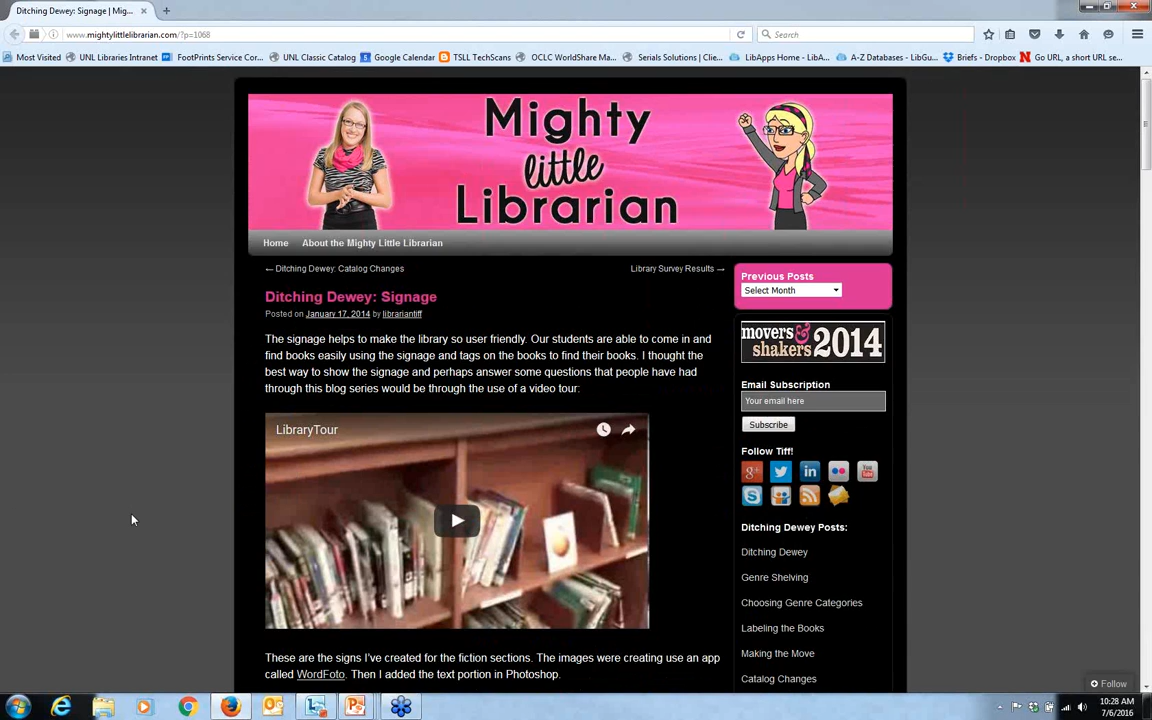 Ditching Dewey: Signage | Mig...
www.mightylittlelibrarian.com/?p=1068
Search
Most Visited
UNL Libraries Intranet
FootPrints Service Cor...
UNL Classic Catalog
Google Calendar
TSLL TechScans
OCLC WorldShare Ma...
Serials Solutions | Clie...
LibApps Home - LibA...
A-Z Databases - LibGu...
Briefs - Dropbox
Go URL, a short URL se...
Mighty
little
Librarian
Home
About the Mighty Little Librarian
← Ditching Dewey: Catalog Changes
Library Survey Results →
Ditching Dewey: Signage
Posted on January 17, 2014 by librariantiff
The signage helps to make the library so user friendly. Our students are able to come in and
find books easily using the signage and tags on the books to find their books. I thought the
best way to show the signage and perhaps answer some questions that people have had
through this blog series would be through the use of a video tour:
LibraryTour
These are the signs I've created for the fiction sections. The images were creating use an app
called WordFoto. Then I added the text portion in Photoshop.
Previous Posts
Select Month
movers &
shakers 2014
Email Subscription
Your email here
Subscribe
Follow Tiff!
Ditching Dewey Posts:
Ditching Dewey
Genre Shelving
Choosing Genre Categories
Labeling the Books
Making the Move
Catalog Changes
Follow
10:28 AM
7/6/2016